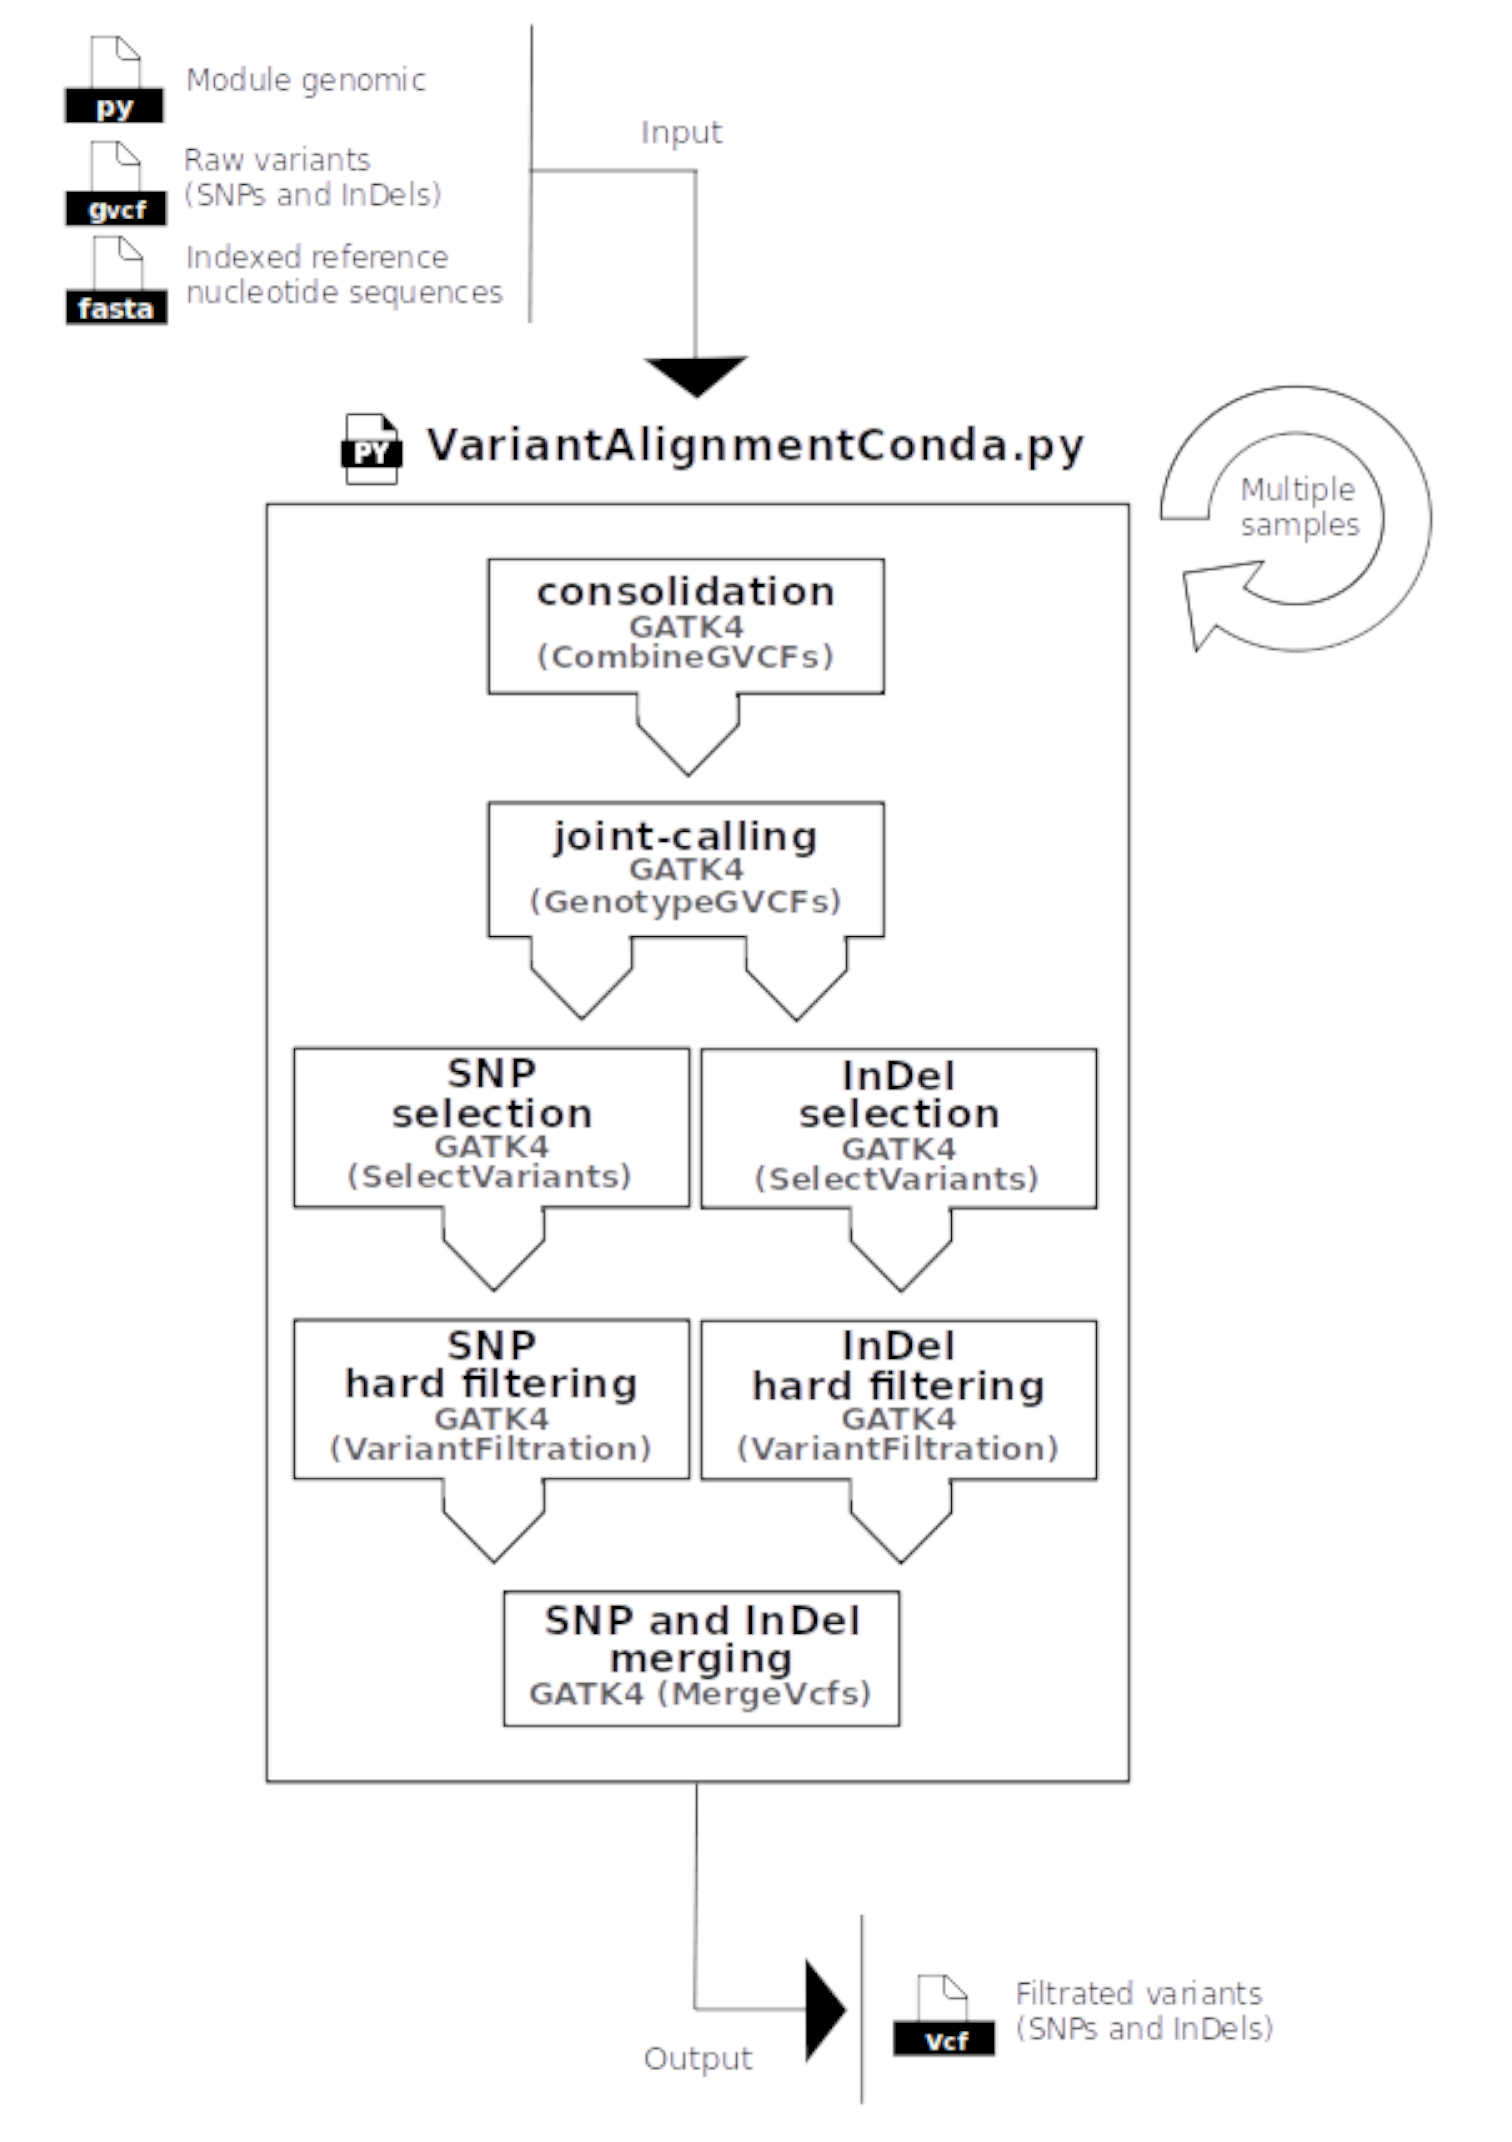 py
Module genomic
gvcf
Raw variants
(SNPs and InDels)
fasta
Indexed reference
nucleotide sequences
Input
PY
VariantAlignmentConda.py
Multiple
samples
consolidation
GATK4
(CombineGVCFs)
joint-calling
GATK4
(GenotypeGVCFs)
SNP
selection
GATK4
(SelectVariants)
InDel
selection
GATK4
(SelectVariants)
SNP
hard filtering
GATK4
(VariantFiltration)
InDel
hard filtering
GATK4
(VariantFiltration)
SNP and InDel
merging
GATK4 (MergeVcfs)
Output
vcf
Filtrated variants
(SNPs and InDels)